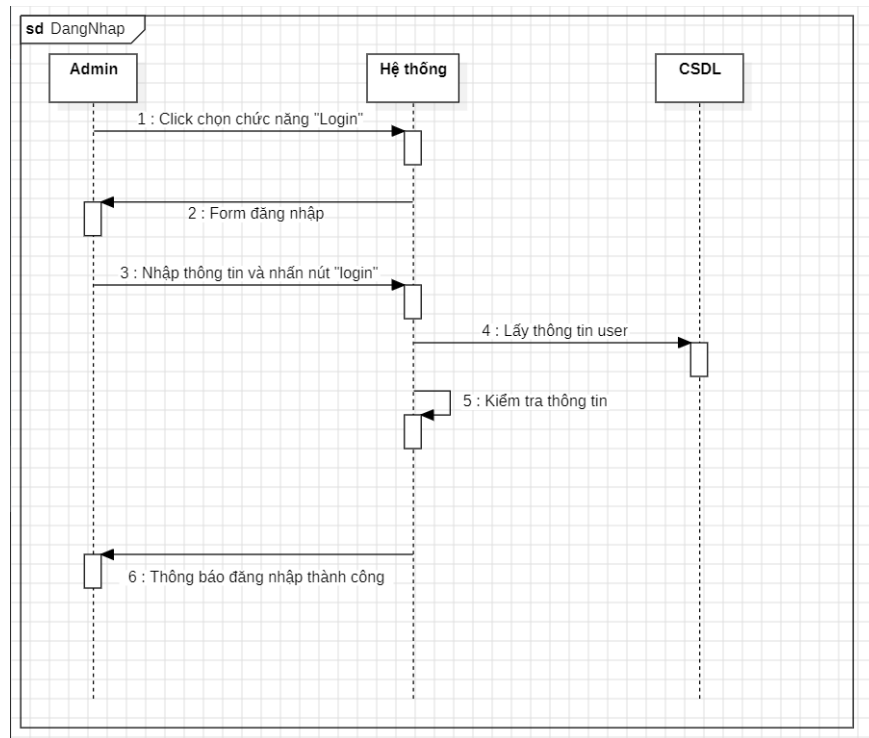 sd DangNhap
Admin
Hệ thống
CSDL
1 : Click chọn chức năng "Login"
2 : Form đăng nhập
3 : Nhập thông tin và nhấn nút "login"
4 : Lấy thông tin user
5 : Kiểm tra thông tin
6 : Thông báo đăng nhập thành công